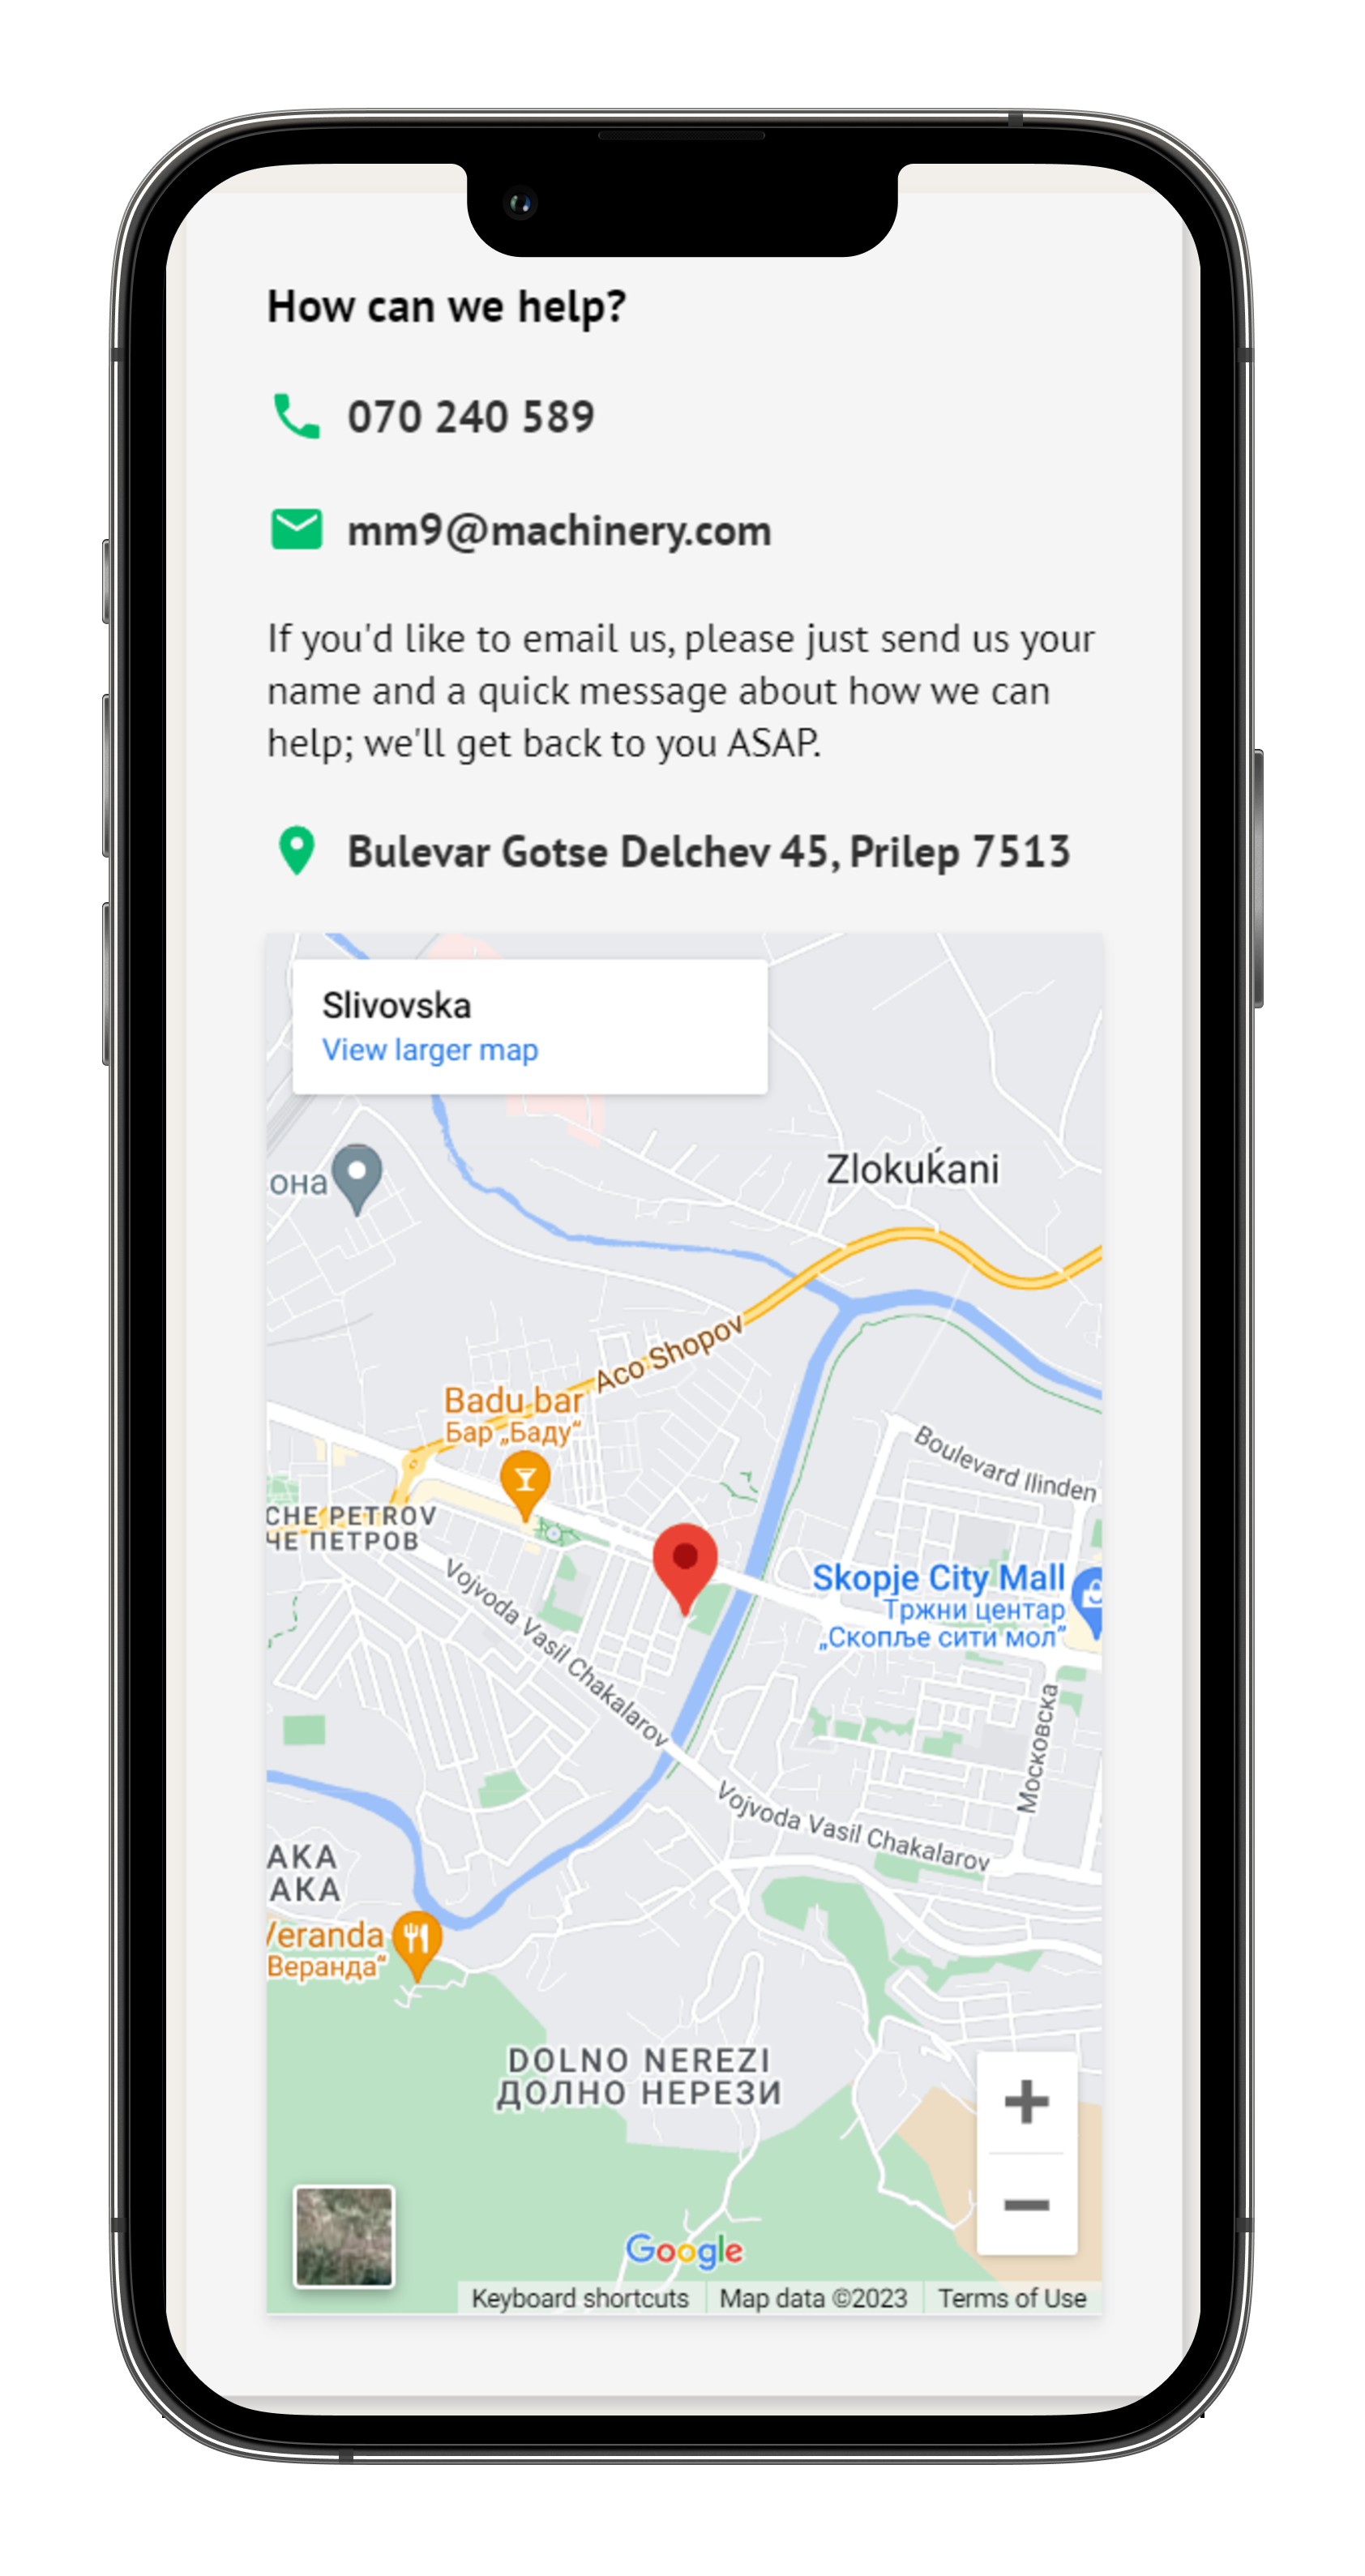 How can we help?
070 240 589
mm9@machinery.com
If you'd like to email us, please just send us your
name and a quick message about how we can
help; we'll get back to you ASAP.
Bulevar Gotse Delchev 45, Prilep 7513
Slivovska
View larger map
Zlokuḱani
она
Aco Shopov
Badu bar
Бар „Баду“
Boulevard Ilinden
CHE PETROV
ЧЕ ПЕТРОВ
Vojvoda Vasil Chakalarov
Skopje City Mall
Тржни центар
„Скопље сити мол”
Московска
Vojvoda Vasil Chakalarov
AKA
АКА
Veranda
Веранда“
DOLNO NEREZI
ДОЛНО НЕРЕЗИ
Google
Keyboard shortcuts
Map data ©2023
Terms of Use